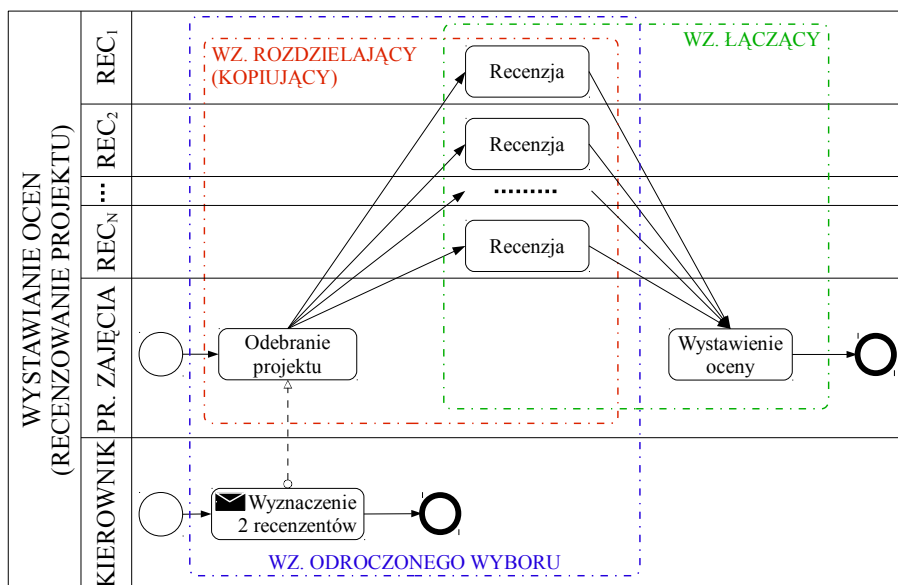 WYSTAWIANIE OCEN
(RECENZOWANIE PROJEKTU)
REC1
REC2
...
RECN
PR. ZAJĘCIA
KIEROWNIK
WZ. ROZDZIELAJĄCY
(KOPIUJĄCY)
WZ. ŁĄCZĄCY
Recenzja
Recenzja
.........
Recenzja
Odebranie
projektu
Wystawienie
oceny
Wyznaczenie
2 recenzentów
WZ. ODROCZONEGO WYBORU